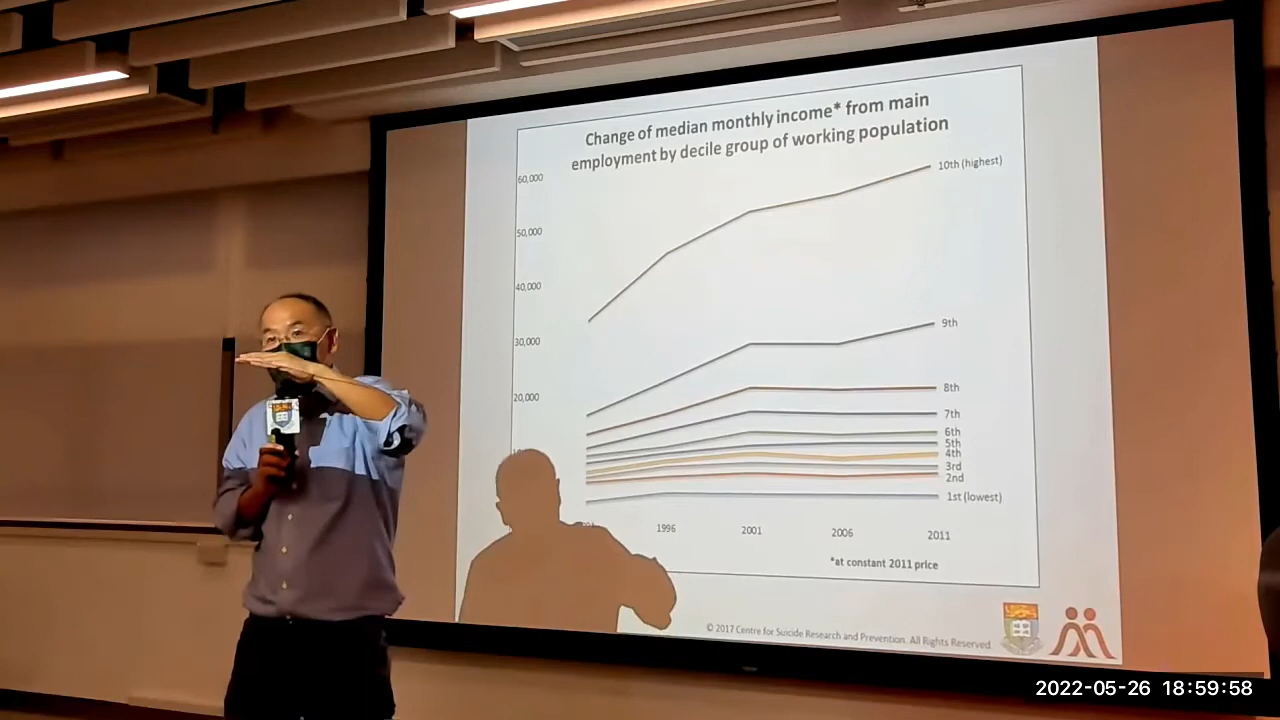 Change of median monthly income* from main
employment by decile group of working population
60,000
50,000
40,000
30,000
20,000
10th (highest)
9th
8th
7th
6th
5th
4th
3rd
2nd
1st (lowest)
1996
2001
2006
2011
*at constant 2011 price
© 2017 Centre for Suicide Research and Prevention. All Rights Reserved
2022-05-26 18:59:58